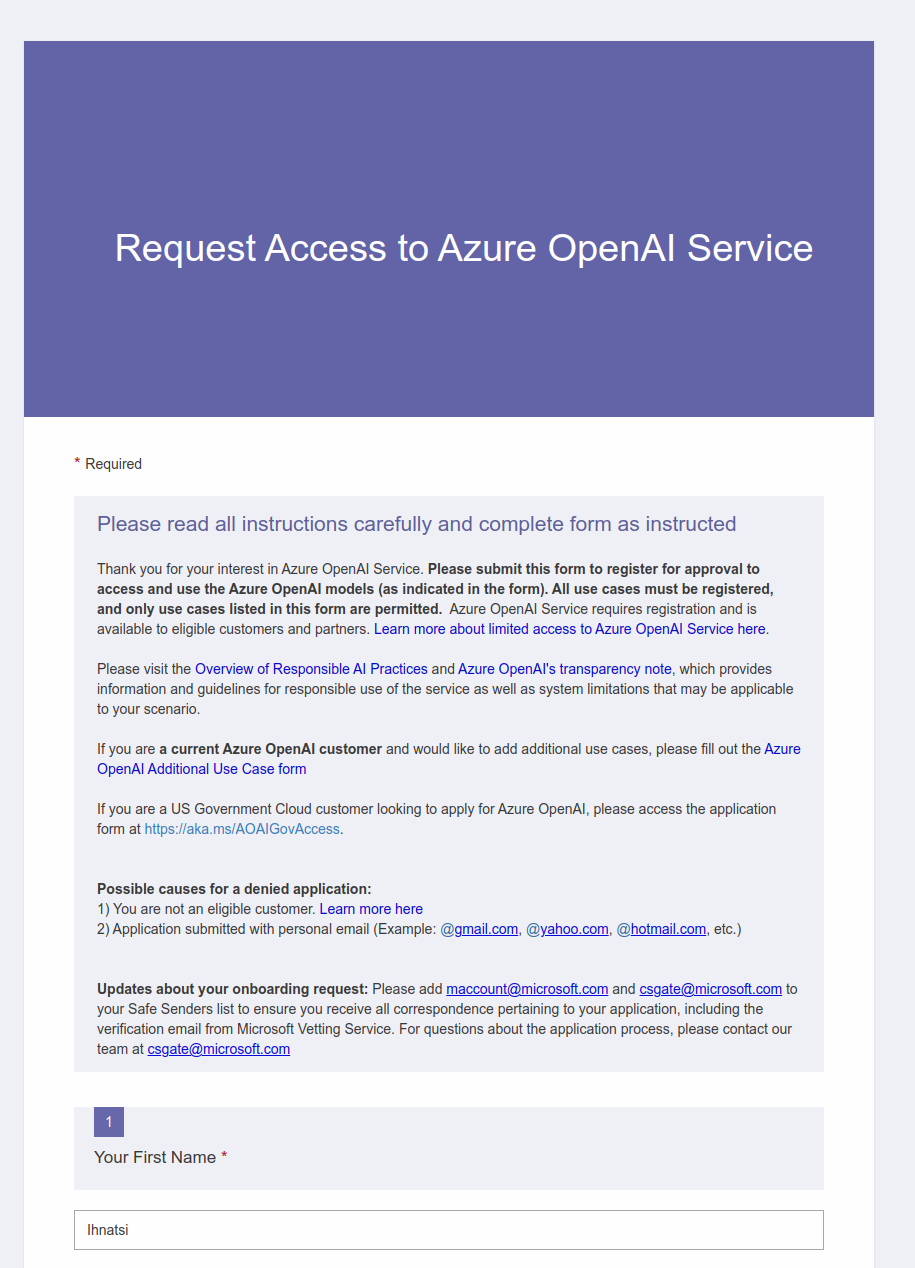 Request Access to Azure OpenAI Service
* Required
Please read all instructions carefully and complete form as instructed
Thank you for your interest in Azure OpenAI Service. Please submit this form to register for approval to
access and use the Azure OpenAI models (as indicated in the form). All use cases must be registered,
and only use cases listed in this form are permitted. Azure OpenAI Service requires registration and is
available to eligible customers and partners. Learn more about limited access to Azure OpenAI Service here.
Please visit the Overview of Responsible AI Practices and Azure OpenAI's transparency note, which provides
information and guidelines for responsible use of the service as well as system limitations that may be applicable
to your scenario.
If you are a current Azure OpenAI customer and would like to add additional use cases, please fill out the Azure
OpenAI Additional Use Case form
If you are a US Government Cloud customer looking to apply for Azure OpenAI, please access the application
form at https://aka.ms/AOAIGovAccess.
Possible causes for a denied application:
1) You are not an eligible customer. Learn more here
2) Application submitted with personal email (Example: @gmail.com, @yahoo.com, @hotmail.com, etc.)
Updates about your onboarding request: Please add maccount@microsoft.com and csgate@microsoft.com to
your Safe Senders list to ensure you receive all correspondence pertaining to your application, including the
verification email from Microsoft Vetting Service. For questions about the application process, please contact our
team at csgate@microsoft.com
1
Your First Name *
Ihnatsi